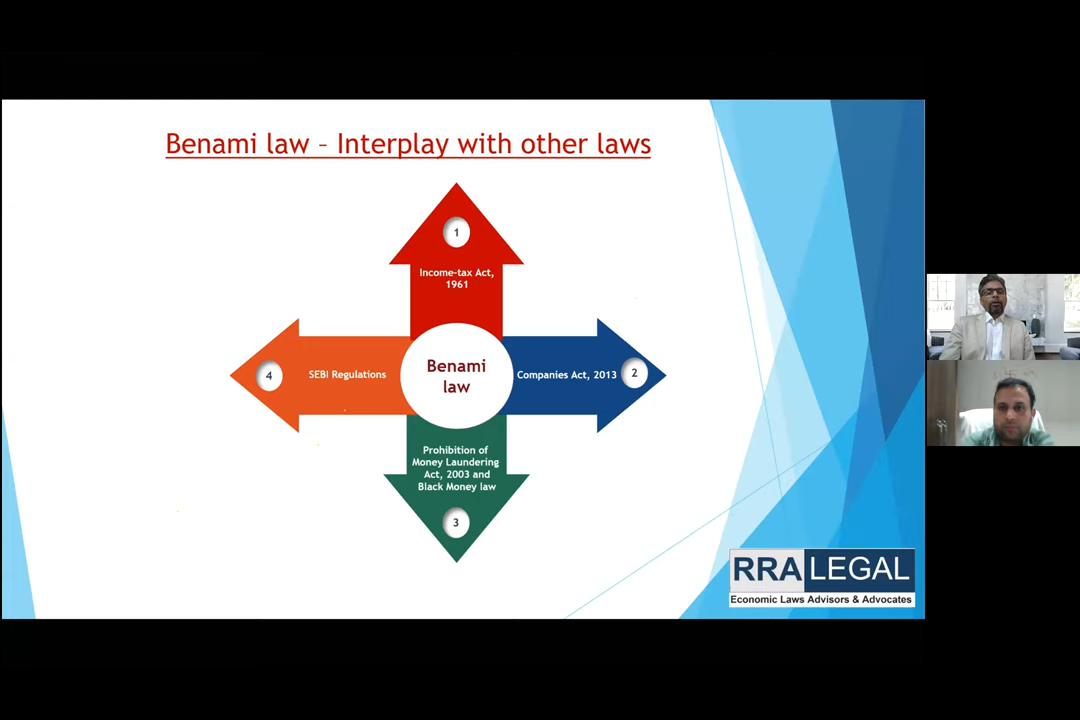 Benami law – Interplay with other laws
1
Income-tax Act,
1961
4
SEBI Regulations
Benami
law
Companies Act, 2013
2
Prohibition of
Money Laundering
Act, 2003 and
Black Money law
3
RRA LEGAL
Economic Laws Advisors & Advocates